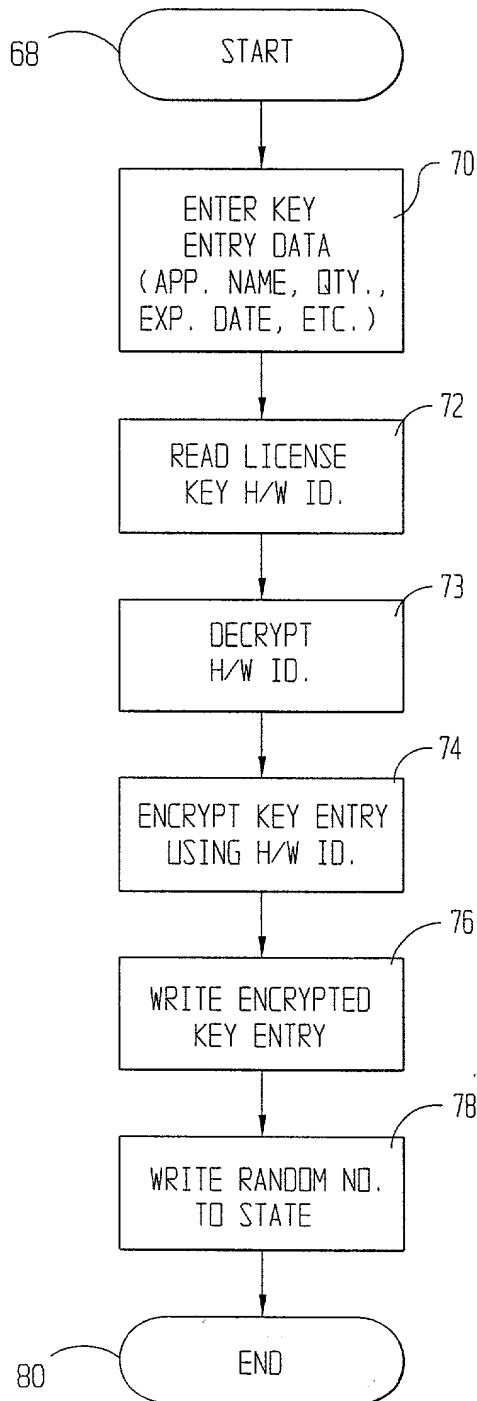 68
START
70
ENTER KEY
ENTRY DATA
(APP. NAME, QTY.,
EXP. DATE, ETC.)
72
READ LICENSE
KEY H/W ID.
73
DECRYPT
H/W ID.
74
ENCRYPT KEY ENTRY
USING H/W ID.
76
WRITE ENCRYPTED
KEY ENTRY
78
WRITE RANDOM NO.
TO STATE
80
END